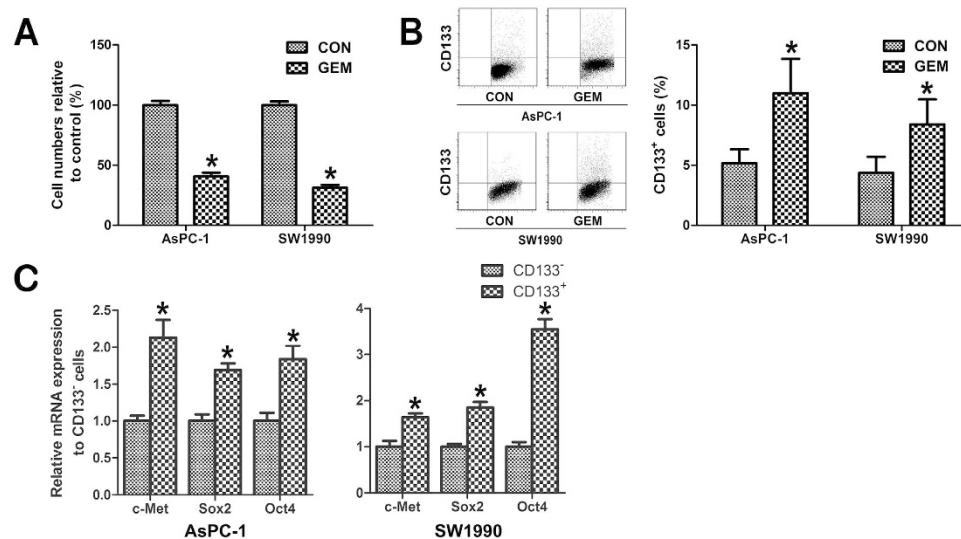 A
Cell numbers relative
to control (%)
150
100
50
0
CON
GEM
*
*
AsPC-1
SW1990
B
CD133
CON
GEM
AsPC-1
CD133
CON
GEM
SW1990
CD133⁺ cells (%)
15
10
5
0
CON
GEM
*
*
AsPC-1
SW1990
C
CD133⁻
CD133⁺
Relative mRNA expression
to CD133⁻ cells
2.5
2.0
1.5
1.0
0.5
0.0
*
*
*
c-Met
Sox2
Oct4
AsPC-1
4
3
2
1
0
*
*
*
c-Met
Sox2
Oct4
SW1990